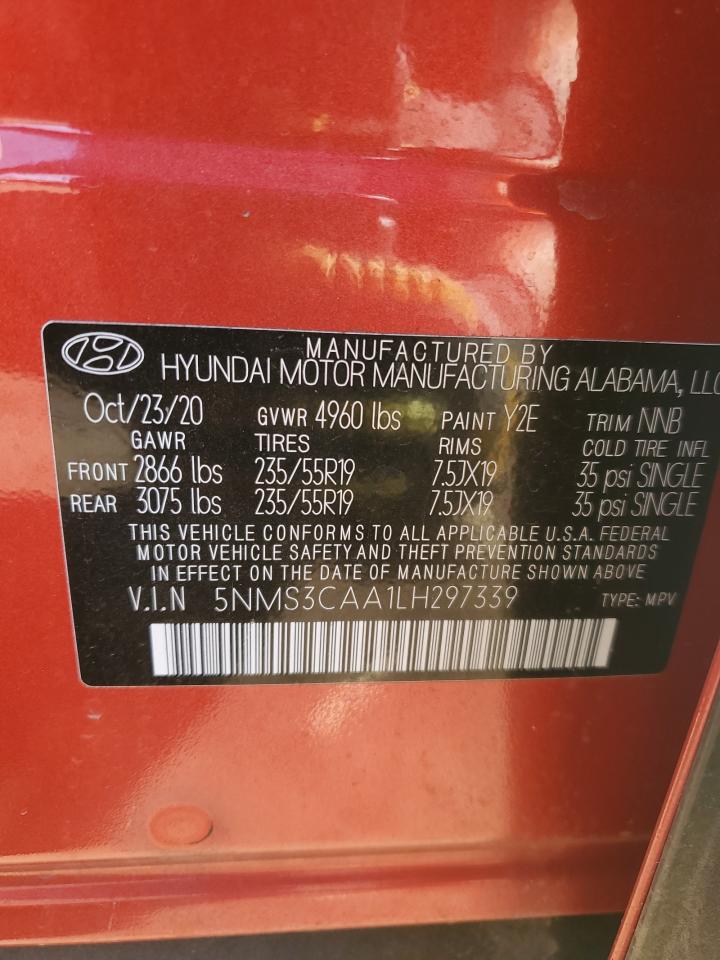 MANUFACTURED BY
HYUNDAI MOTOR MANUFACTURING ALABAMA, LLC
Oct/23/20 GVWR 4960 lbs PAINT Y2E TRIM NNB
GAWR TIRES RIMS COLD TIRE INFL
FRONT 2866 lbs 235/55R19 7.5JX19 35 psi SINGLE
REAR 3075 lbs 235/55R19 7.5JX19 35 psi SINGLE
THIS VEHICLE CONFORMS TO ALL APPLICABLE U.S.A. FEDERAL
MOTOR VEHICLE SAFETY AND THEFT PREVENTION STANDARDS
IN EFFECT ON THE DATE OF MANUFACTURE SHOWN ABOVE
V.I.N 5NMS3CAA1LH297339 TYPE: MPV